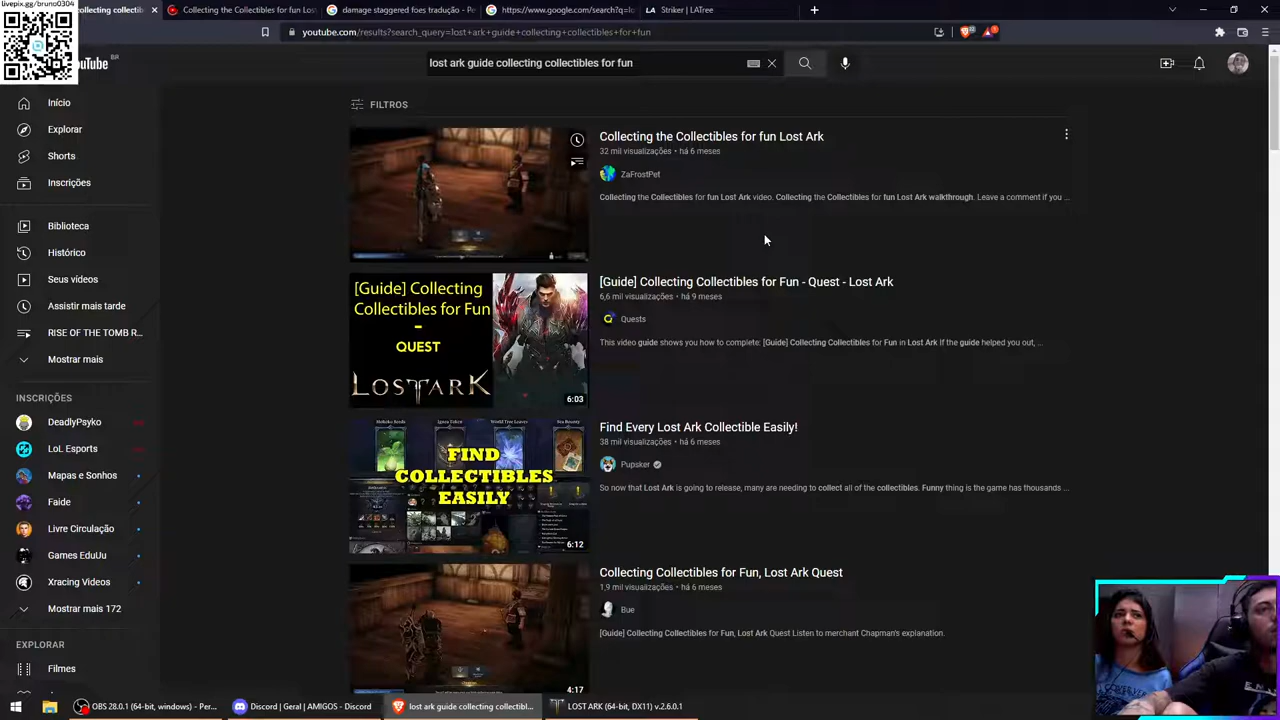 livepix.gg/bruno0304
collecting collectibl
Collecting the Collectibles for fun Lost
damage staggered foes tradução - Pe
https://www.google.com/search?q=lo
LA
Striker | LATree
youtube.com/results?search_query=lost+ark+guide+collecting+collectibles+for+fun
BR
lost ark guide collecting collectibles for fun
Início
Explorar
Shorts
Inscrições
Biblioteca
Histórico
Seus vídeos
Assistir mais tarde
RISE OF THE TOMB R...
Mostrar mais
INSCRIÇÕES
DeadlyPsyko
LoL Esports
Mapas e Sonhos
Faide
Livre Circulação
Games EduUu
Xracing Videos
Mostrar mais 172
EXPLORAR
Filmes
FILTROS
Collecting the Collectibles for fun Lost Ark
32 mil visualizações • há 6 meses
ZaFrostPet
Collecting the Collectibles for fun Lost Ark video. Collecting the Collectibles for fun Lost Ark walkthrough. Leave a comment if you ...
[Guide] Collecting
Collectibles for Fun
-
QUEST
LOSTARK
6:03
[Guide] Collecting Collectibles for Fun - Quest - Lost Ark
6,6 mil visualizações • há 9 meses
Quests
This video guide shows you how to complete: [Guide] Collecting Collectibles for Fun in Lost Ark If the guide helped you out, ...
FIND
COLLECTIBLES
EASILY
6:12
Find Every Lost Ark Collectible Easily!
38 mil visualizações • há 6 meses
Pupsker
So now that Lost Ark is going to release, many are needing to collect all of the collectibles. Funny thing is the game has thousands ...
4:17
Collecting Collectibles for Fun, Lost Ark Quest
1,9 mil visualizações • há 6 meses
Bue
[Guide] Collecting Collectibles for Fun, Lost Ark Quest Listen to merchant Chapman's explanation.
OBS 28.0.1 (64-bit, windows) - Per...
Discord | Geral | AMIGOS - Discord
lost ark guide collecting collectibl...
LOST ARK (64-bit, DX11) v.2.6.0.1